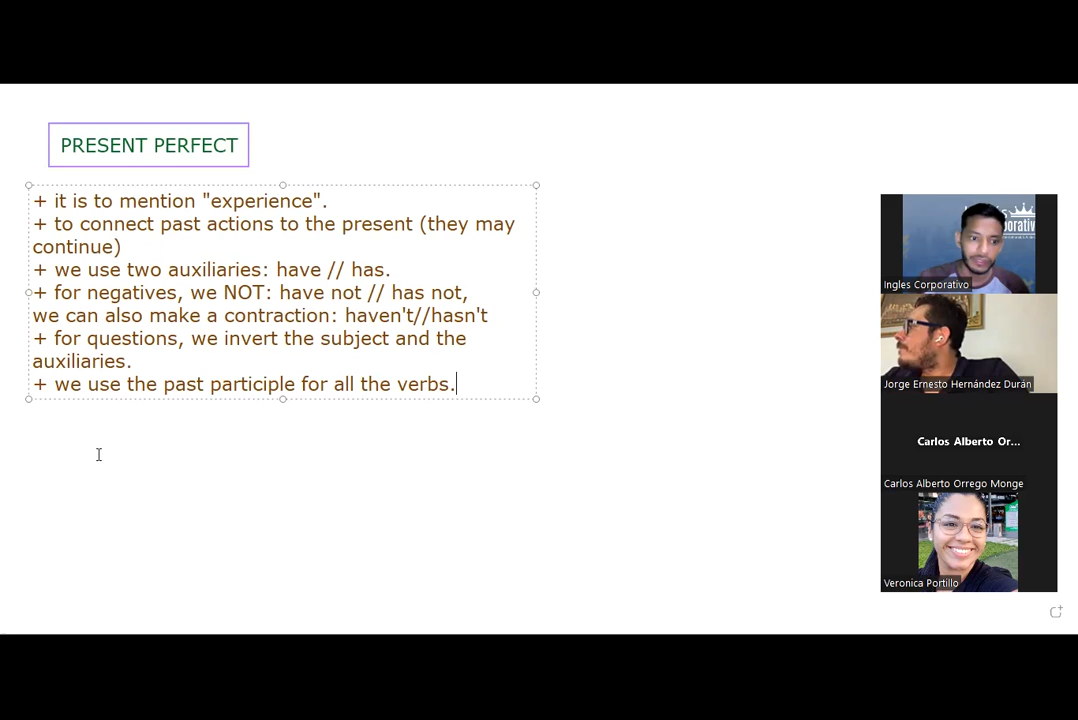 PRESENT PERFECT
+ it is to mention "experience".
+ to connect past actions to the present (they may
continue)
+ we use two auxiliaries: have // has.
+ for negatives, we NOT: have not // has not,
we can also make a contraction: haven't//hasn't
+ for questions, we invert the subject and the
auxiliaries.
+ we use the past participle for all the verbs.
Ingles Corporativo
Jorge Ernesto Hernández Durán
Carlos Alberto Or...
Carlos Alberto Orrego Monge
Veronica Portillo